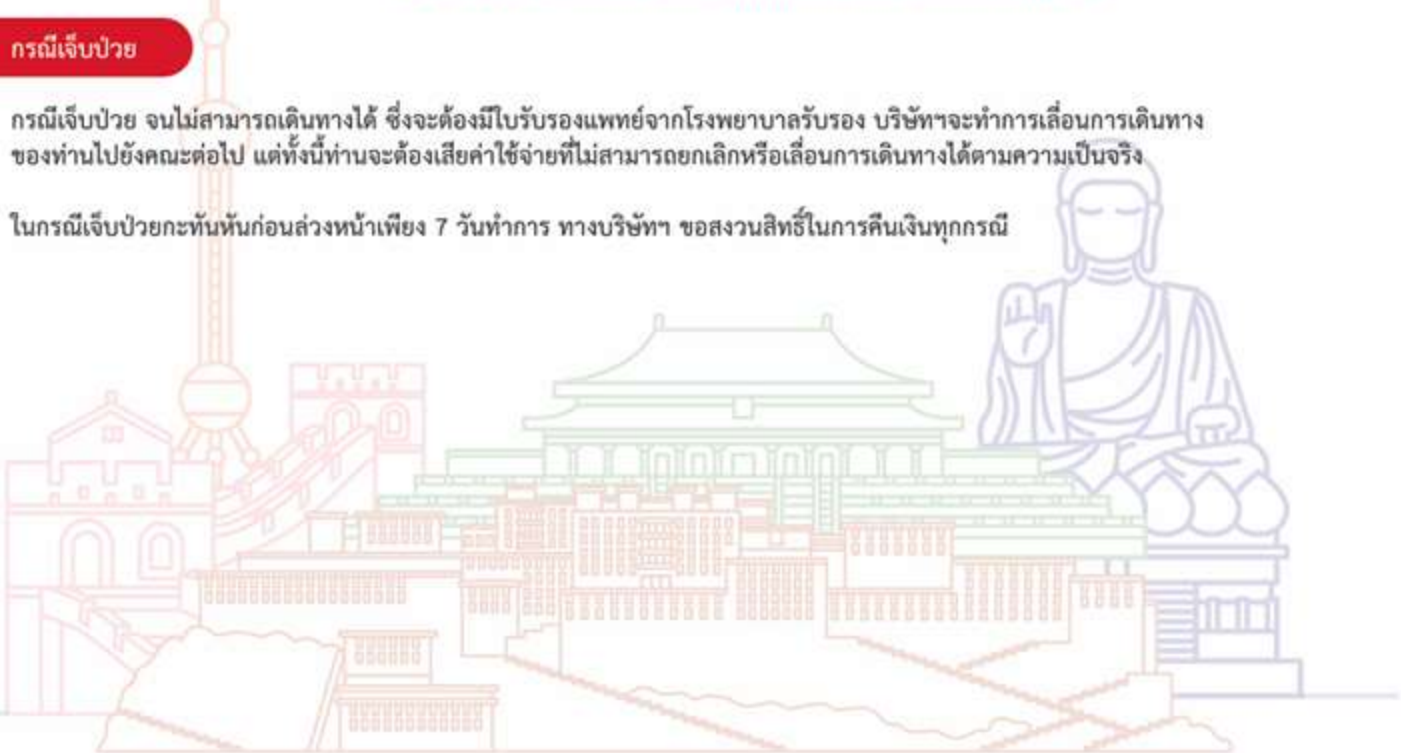 กรณีเจ็บป่วย
กรณีเจ็บป่วย จนไม่สามารถเดินทางได้ ซึ่งจะต้องมีใบรับรองแพทย์จากโรงพยาบาลรับรอง บริษัทฯจะทำการเลื่อนการเดินทาง
ของท่านไปยังคณะต่อไป แต่ทั้งนี้ท่านจะต้องเสียค่าใช้จ่ายที่ไม่สามารถยกเลิกหรือเลื่อนการเดินทางได้ตามความเป็นจริง
ในกรณีเจ็บป่วยกะทันหันก่อนล่วงหน้าเพียง 7 วันทำการ ทางบริษัทฯ ขอสงวนสิทธิ์ในการคืนเงินทุกกรณี